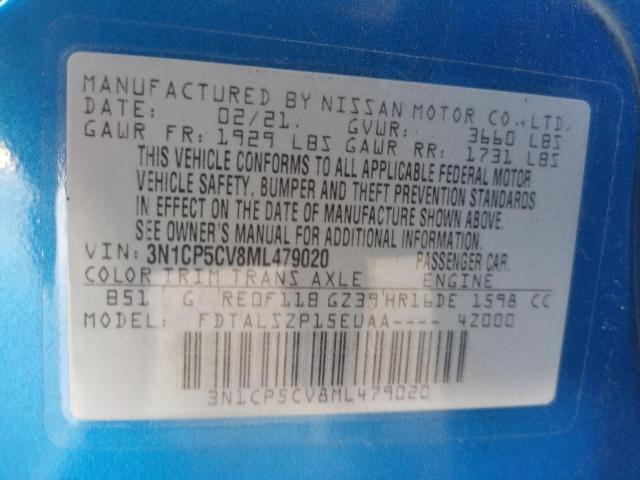 MANUFACTURED BY NISSAN MOTOR CO.,LTD.
DATE: 02/21. GVWR: 3660 LBS
GAWR FR: 1929 LBS GAWR RR: 1731 LBS
THIS VEHICLE CONFORMS TO ALL APPLICABLE FEDERAL MOTOR
VEHICLE SAFETY, BUMPER AND THEFT PREVENTION STANDARDS
IN EFFECT ON THE DATE OF MANUFACTURE SHOWN ABOVE.
SEE OWNER'S MANUAL FOR ADDITIONAL INFORMATION.
VIN: 3N1CP5CV8ML479020 PASSENGER CAR.
COLOR TRIM TRANS AXLE ENGINE
B51 G RE0F11B GZ39 HR16DE 1598 CC
MODEL FDTALSZP15EUAA---- 4Z000
3N1CP5CV8ML479020